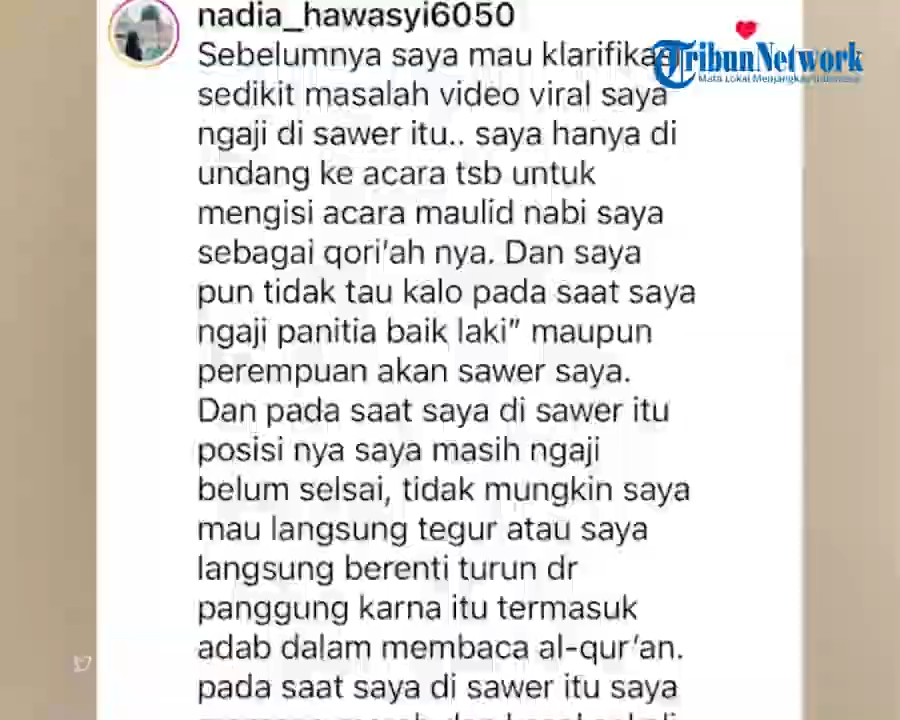 nadia_hawasyi6050
Sebelumnya saya mau klarifikasi
TribunNetwork
Mata Lokal Menjangkau Indonesia
sedikit masalah video viral saya
ngaji di sawer itu.. saya hanya di
undang ke acara tsb untuk
mengisi acara maulid nabi saya
sebagai qori'ah nya. Dan saya
pun tidak tau kalo pada saat saya
ngaji panitia baik laki” maupun
perempuan akan sawer saya.
Dan pada saat saya di sawer itu
posisi nya saya masih ngaji
belum selsai, tidak mungkin saya
mau langsung tegur atau saya
langsung berenti turun dr
panggung karna itu termasuk
adab dalam membaca al-qur'an.
pada saat saya di sawer itu saya